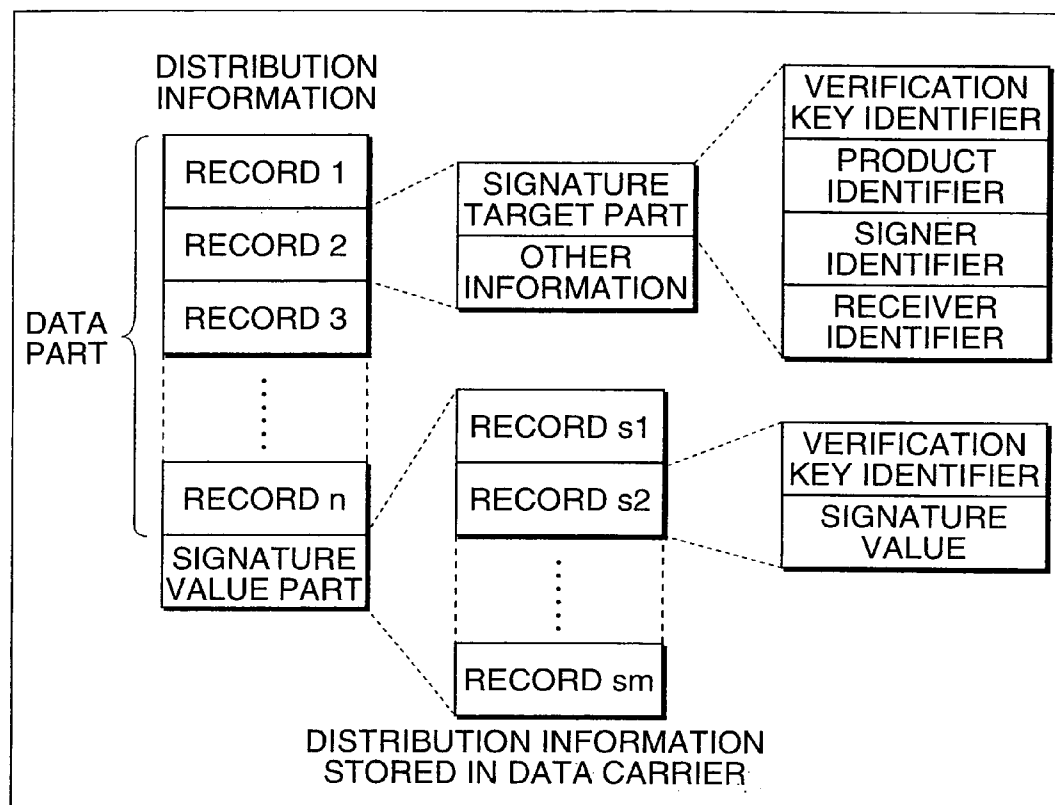 DISTRIBUTION
INFORMATION
DATA
PART
RECORD 1
RECORD 2
RECORD 3
RECORD n
SIGNATURE
VALUE PART
SIGNATURE
TARGET PART
OTHER
INFORMATION
VERIFICATION
KEY IDENTIFIER
PRODUCT
IDENTIFIER
SIGNER
IDENTIFIER
RECEIVER
IDENTIFIER
RECORD s1
RECORD s2
RECORD sm
VERIFICATION
KEY IDENTIFIER
SIGNATURE
VALUE
DISTRIBUTION INFORMATION
STORED IN DATA CARRIER